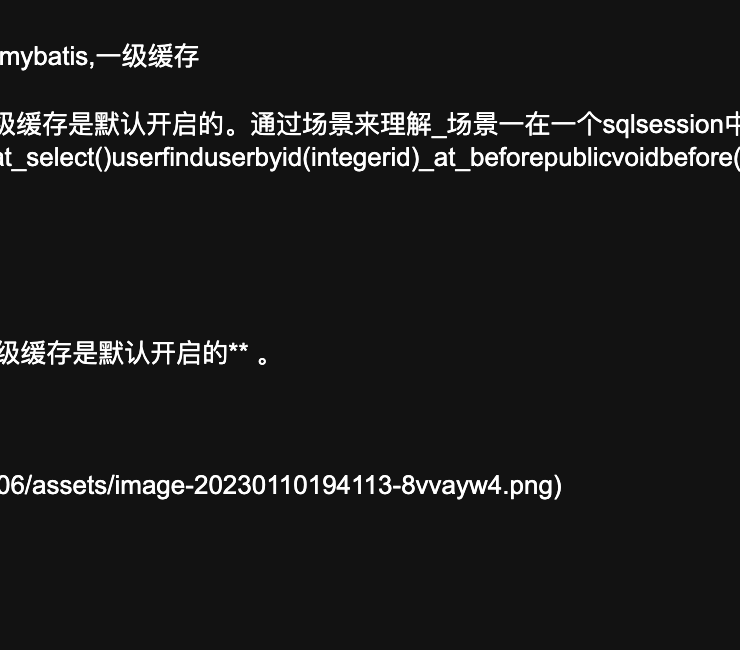 mybatis,一级缓存
级缓存是默认开启的。通过场景来理解_场景一在一个sqlsession中
at_select()userfinduserbyid(integerid)_at_beforepublicvoidbefore(
级缓存是默认开启的** 。
06/assets/image-20230110194113-8vvayw4.png)